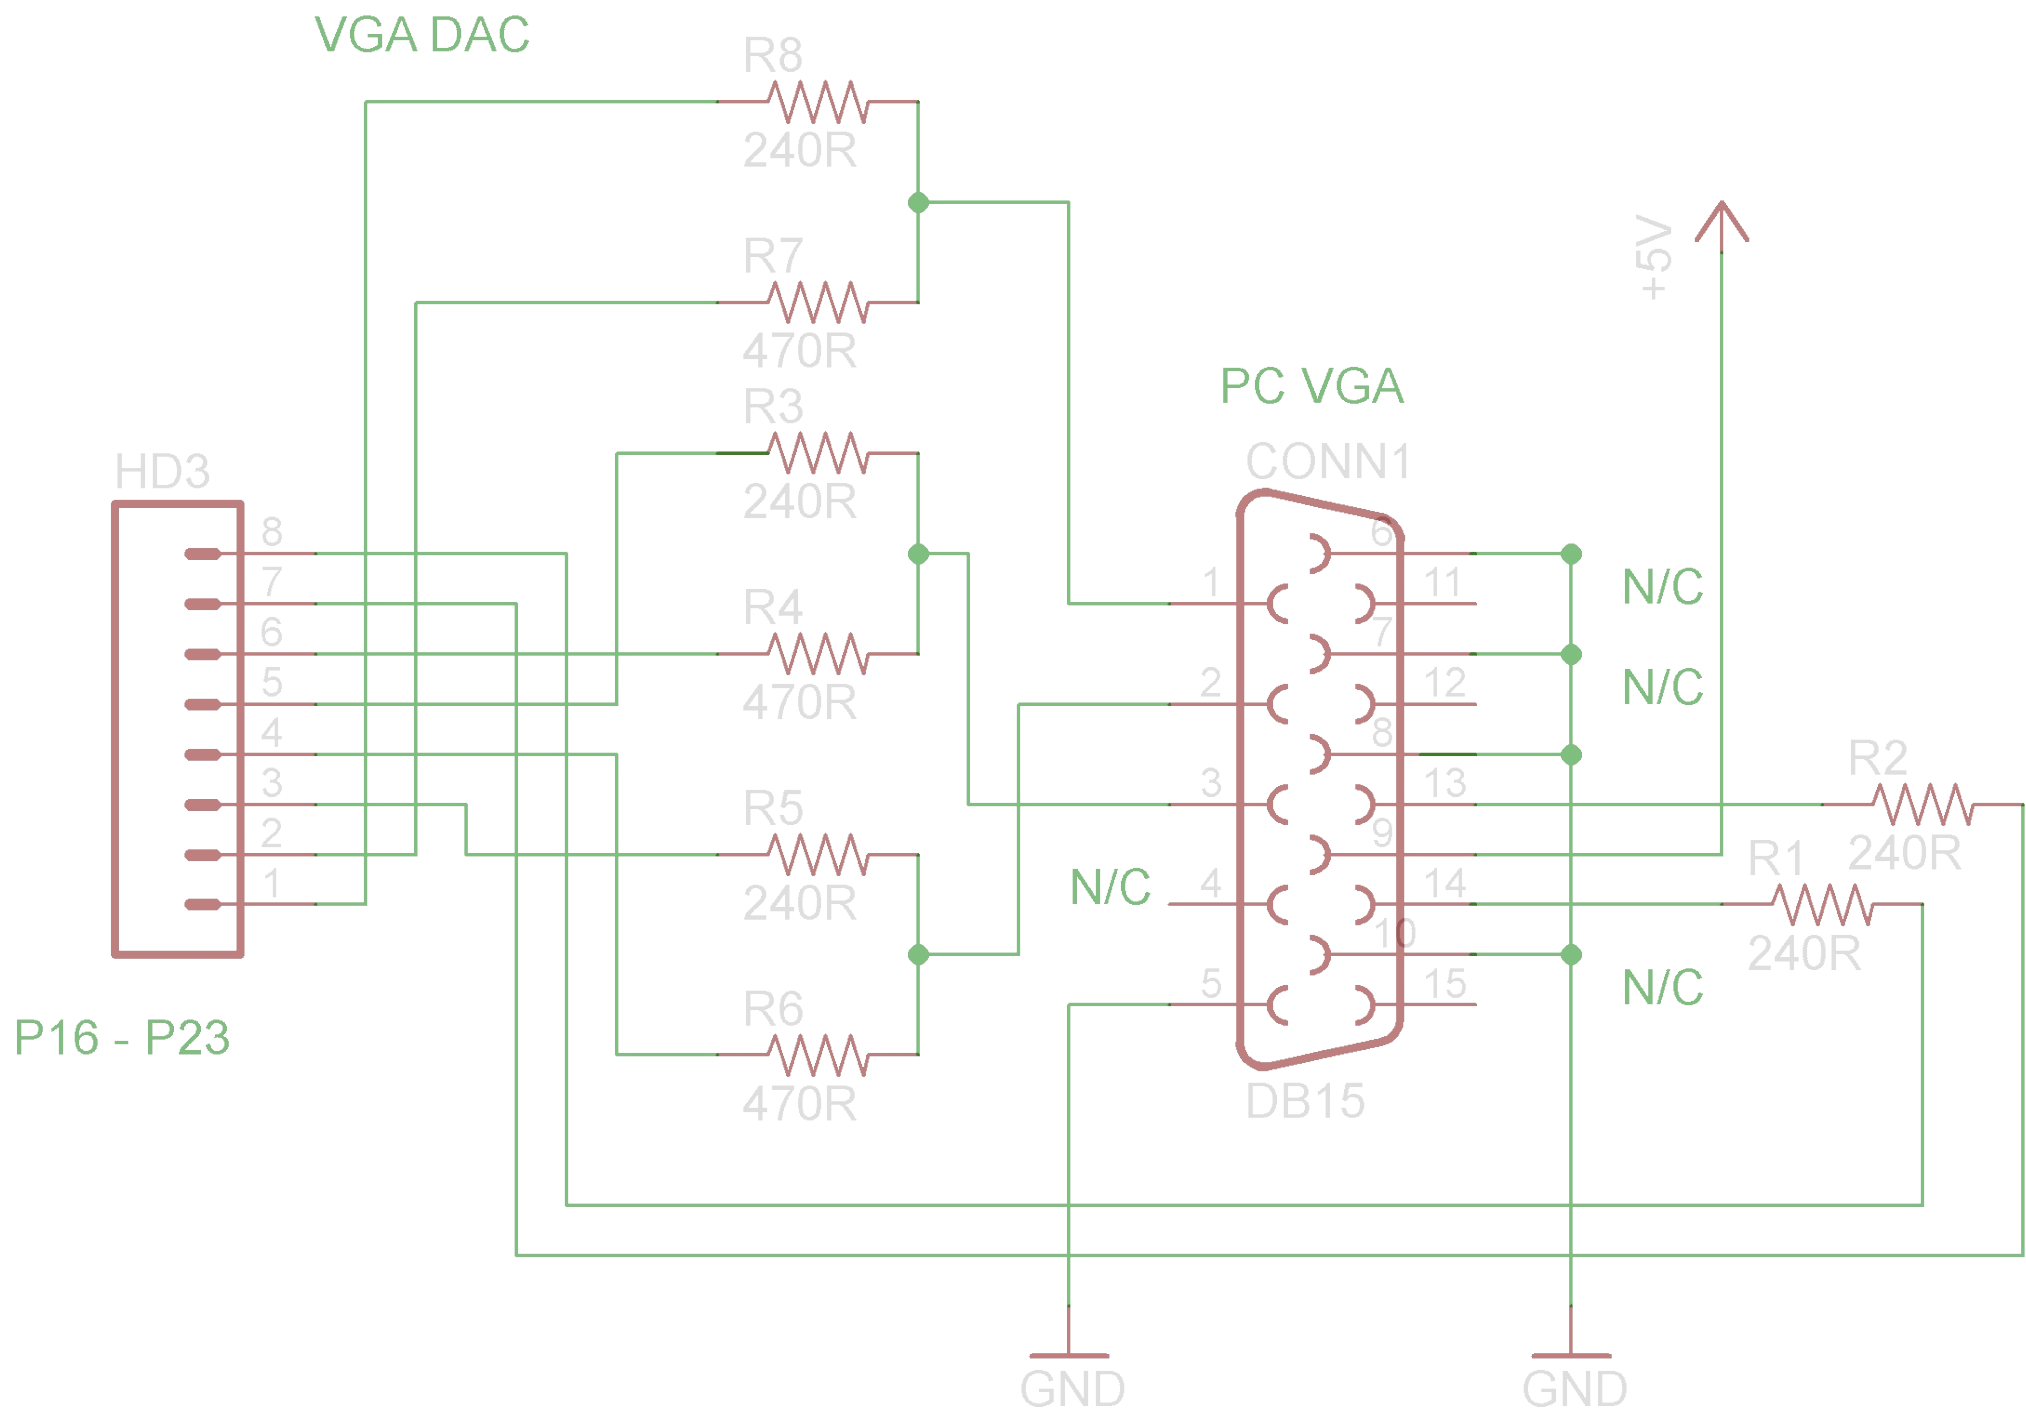 VGA DAC
R8
240R
R7
470R
+5V
PC VGA
R3
240R
CONN1
HD3
8
7
6
5
4
3
2
1
R4
470R
R5
240R
R6
470R
P16 - P23
1
2
3
N/C
4
5
6
11
7
12
8
13
9
14
10
15
DB15
N/C
N/C
N/C
R2
240R
R1
240R
GND
GND